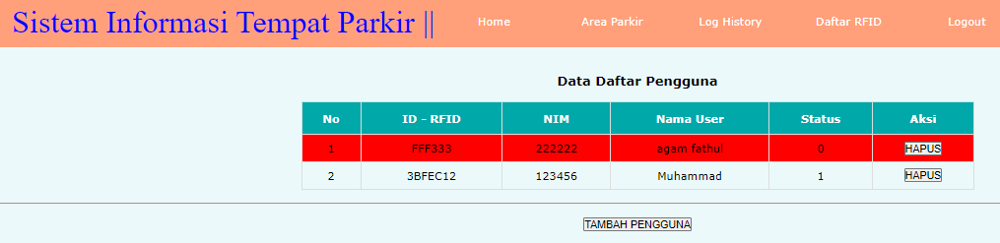 Sistem Informasi Tempat Parkir || Home Area Parkir Log History Daftar RFID Logout
Data Daftar Pengguna
No ID - RFID NIM Nama User Status Aksi
1 FFF333 222222 agam fathul 0 HAPUS
2 3BFEC12 123456 Muhammad 1 HAPUS
TAMBAH PENGGUNA